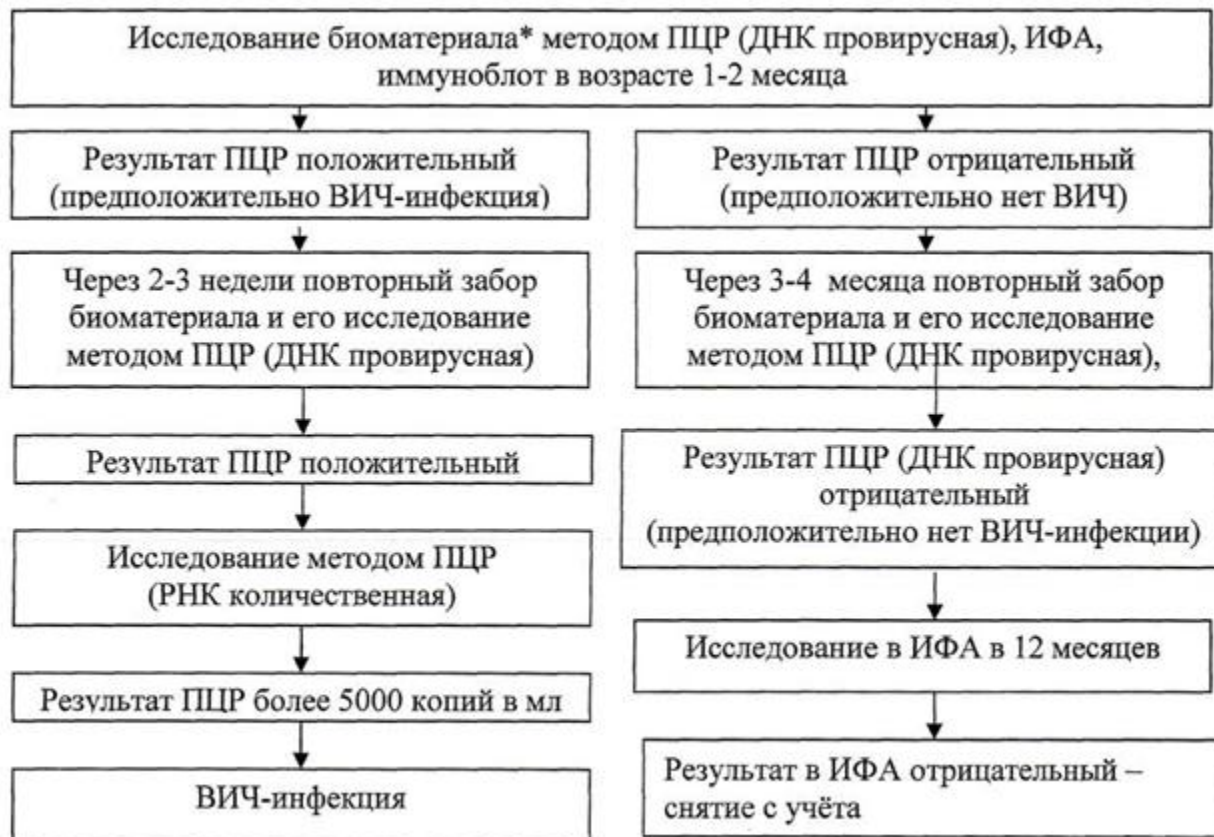 Исследование биоматериала* методом ПЦР (ДНК провирусная), ИФА,
иммуноблот в возрасте 1-2 месяца
Результат ПЦР положительный
(предположительно ВИЧ-инфекция)
Через 2-3 недели повторный забор
биоматериала и его исследование
методом ПЦР (ДНК провирусная)
Результат ПЦР положительный
Исследование методом ПЦР
(РНК количественная)
Результат ПЦР более 5000 копий в мл
ВИЧ-инфекция
Результат ПЦР отрицательный
(предположительно нет ВИЧ)
Через 3-4 месяца повторный забор
биоматериала и его исследование
методом ПЦР (ДНК провирусная),
Результат ПЦР (ДНК провирусная)
отрицательный
(предположительно нет ВИЧ-инфекции)
Исследование в ИФА в 12 месяцев
Результат в ИФА отрицательный –
снятие с учёта